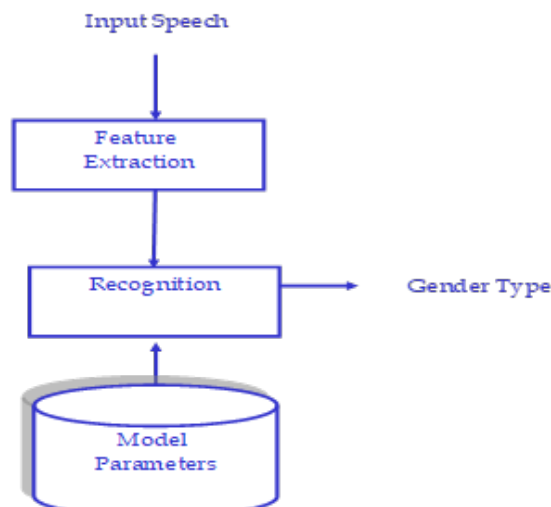 Input Speech
Feature
Extraction
Recognition
Gender Type
Model
Parameters